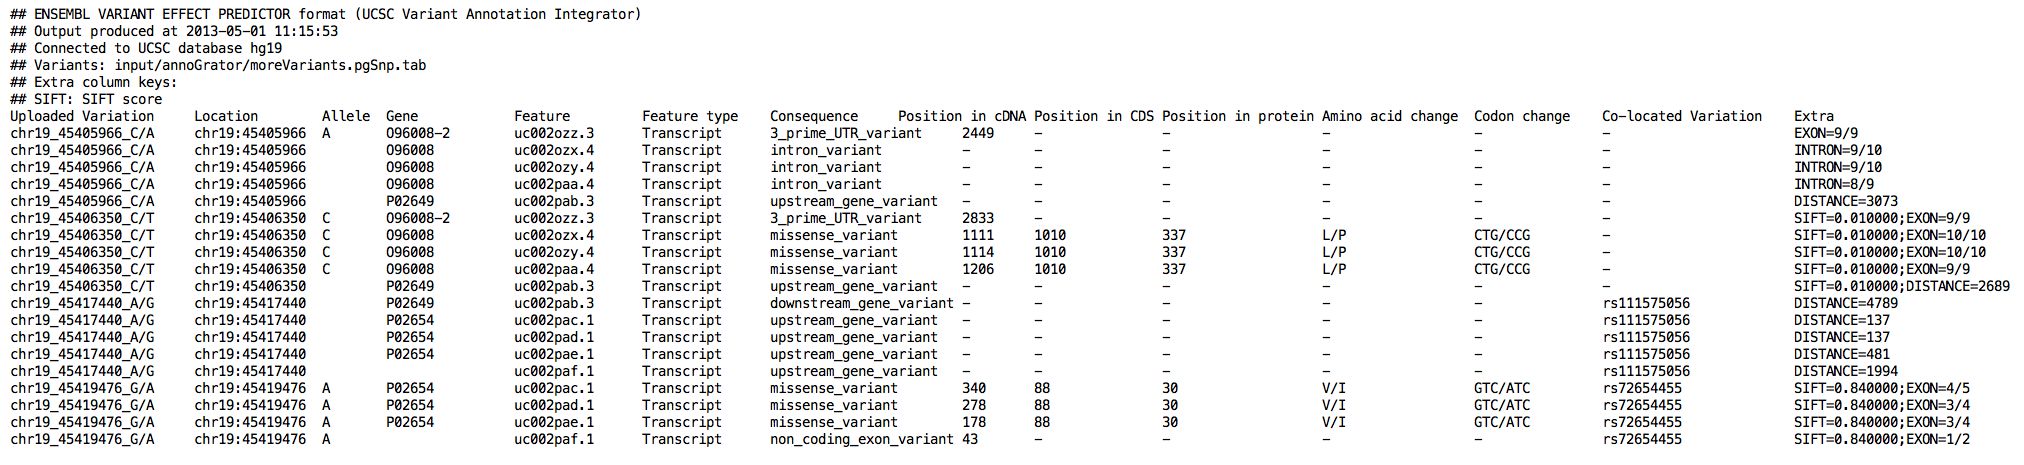 ## ENSEMBL VARIANT EFFECT PREDICTOR format (UCSC Variant Annotation Integrator)
## Output produced at 2013-05-01 11:15:53
## Connected to UCSC database hg19
## Variants: input/annoGrator/moreVariants.pgSnp.tab
## Extra column keys:
## SIFT: SIFT score
Uploaded Variation Location Allele Gene Feature Feature type Consequence Position in cDNA Position in CDS Position in protein Amino acid change Codon change Co-located Variation Extra
chr19_45405966_C/A chr19:45405966 A O96008-2 uc002ozz.3 Transcript 3_prime_UTR_variant 2449 - - - - - EXON=9/9
chr19_45405966_C/A chr19:45405966 O96008 uc002ozx.4 Transcript intron_variant - - - - - - INTRON=9/10
chr19_45405966_C/A chr19:45405966 O96008 uc002ozy.4 Transcript intron_variant - - - - - - INTRON=9/10
chr19_45405966_C/A chr19:45405966 O96008 uc002paa.4 Transcript intron_variant - - - - - - INTRON=8/9
chr19_45405966_C/A chr19:45405966 P02649 uc002pab.3 Transcript upstream_gene_variant - - - - - - DISTANCE=3073
chr19_45406350_C/T chr19:45406350 C O96008-2 uc002ozz.3 Transcript 3_prime_UTR_variant 2833 - - - - - SIFT=0.010000;EXON=9/9
chr19_45406350_C/T chr19:45406350 C O96008 uc002ozx.4 Transcript missense_variant 1111 1010 337 L/P CTG/CCG - SIFT=0.010000;EXON=10/10
chr19_45406350_C/T chr19:45406350 C O96008 uc002ozy.4 Transcript missense_variant 1114 1010 337 L/P CTG/CCG - SIFT=0.010000;EXON=10/10
chr19_45406350_C/T chr19:45406350 C O96008 uc002paa.4 Transcript missense_variant 1206 1010 337 L/P CTG/CCG - SIFT=0.010000;EXON=9/9
chr19_45406350_C/T chr19:45406350 P02649 uc002pab.3 Transcript upstream_gene_variant - - - - - - SIFT=0.010000;DISTANCE=2689
chr19_45417440_A/G chr19:45417440 P02649 uc002pab.3 Transcript downstream_gene_variant - - - - - rs111575056 DISTANCE=4789
chr19_45417440_A/G chr19:45417440 P02654 uc002pac.1 Transcript upstream_gene_variant - - - - - rs111575056 DISTANCE=137
chr19_45417440_A/G chr19:45417440 P02654 uc002pad.1 Transcript upstream_gene_variant - - - - - rs111575056 DISTANCE=137
chr19_45417440_A/G chr19:45417440 P02654 uc002pae.1 Transcript upstream_gene_variant - - - - - rs111575056 DISTANCE=481
chr19_45417440_A/G chr19:45417440 uc002paf.1 Transcript upstream_gene_variant - - - - - rs111575056 DISTANCE=1994
chr19_45419476_G/A chr19:45419476 A P02654 uc002pac.1 Transcript missense_variant 340 88 30 V/I GTC/ATC rs72654455 SIFT=0.840000;EXON=4/5
chr19_45419476_G/A chr19:45419476 A P02654 uc002pad.1 Transcript missense_variant 278 88 30 V/I GTC/ATC rs72654455 SIFT=0.840000;EXON=3/4
chr19_45419476_G/A chr19:45419476 A P02654 uc002pae.1 Transcript missense_variant 178 88 30 V/I GTC/ATC rs72654455 SIFT=0.840000;EXON=3/4
chr19_45419476_G/A chr19:45419476 A uc002paf.1 Transcript non_coding_exon_variant 43 - - - - rs72654455 SIFT=0.840000;EXON=1/2